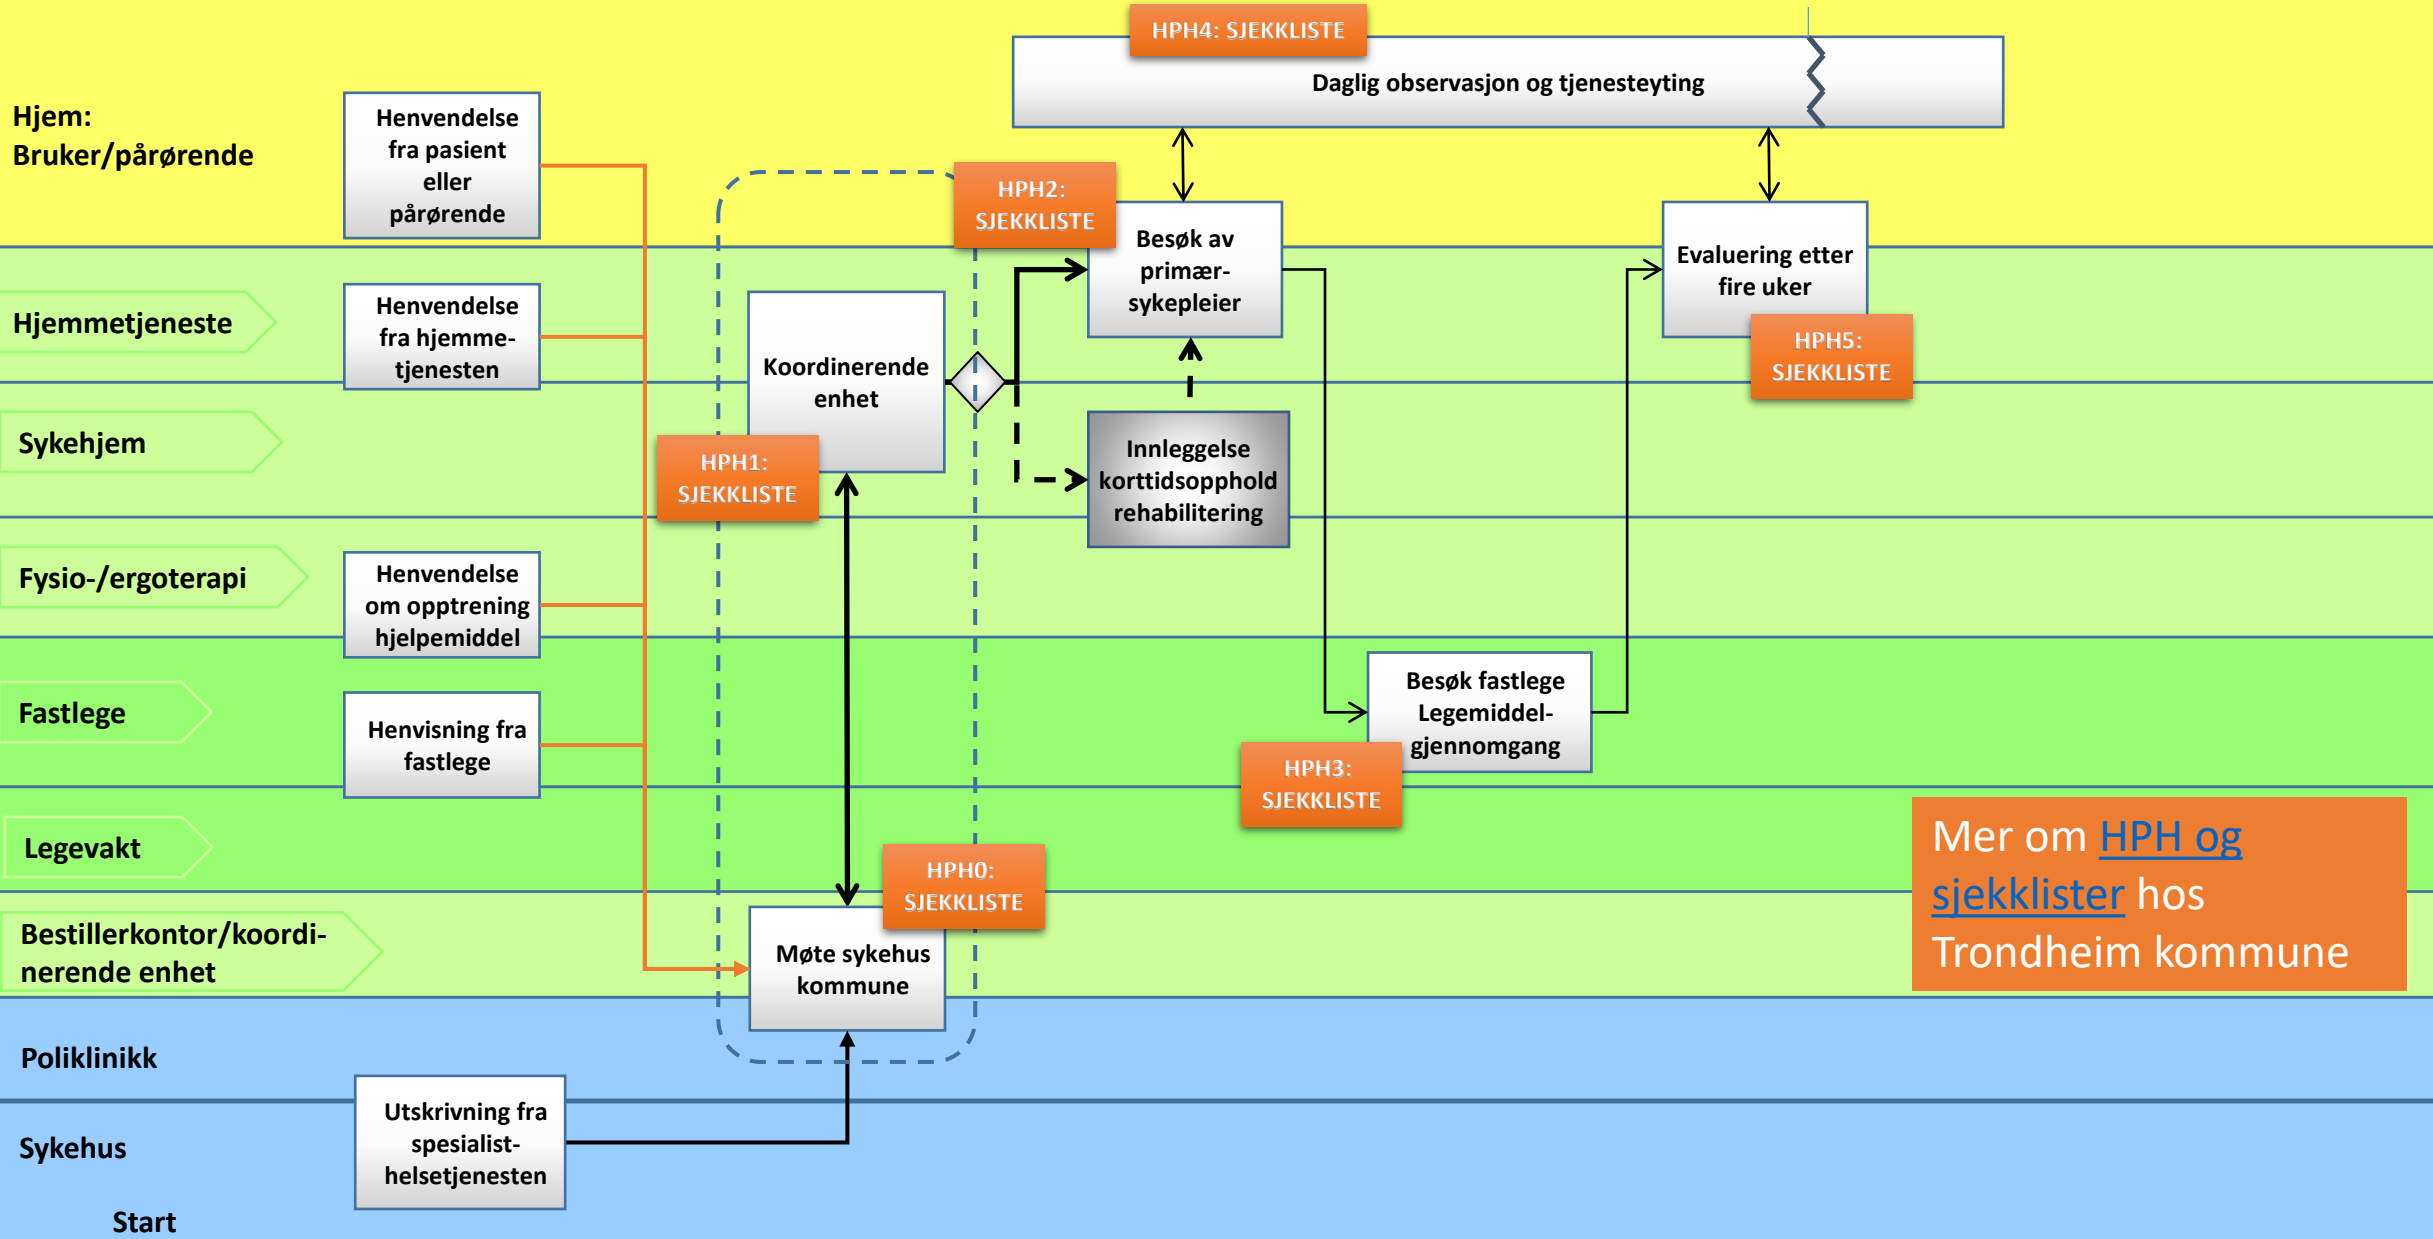 HPH4: SJEKKLISTE
Daglig observasjon og tjenesteyting
Hjem:
Bruker/pårørende
Henvendelse
fra pasient
eller
pårørende
HPH2:
SJEKKLISTE
Besøk av
primær-
sykepleier
Evaluering etter
fire uker
HPH5:
SJEKKLISTE
Hjemmetjeneste
Henvendelse
fra hjemme-
tjenesten
Koordinerende
enhet
HPH1:
SJEKKLISTE
Sykehjem
Innleggelse
korttidsopphold
rehabilitering
Fysio-/ergoterapi
Henvendelse
om opptrening
hjelpemiddel
Fastlege
Henvisning fra
fastlege
Besøk fastlege
Legemiddel-
gjennomgang
HPH3:
SJEKKLISTE
Legevakt
HPH0:
SJEKKLISTE
Mer om HPH og
sjekklister hos
Trondheim kommune
Bestillerkontor/koordi-
nerende enhet
Møte sykehus
kommune
Poliklinikk
Sykehus
Utskrivning fra
spesialist-
helsetjenesten
Start